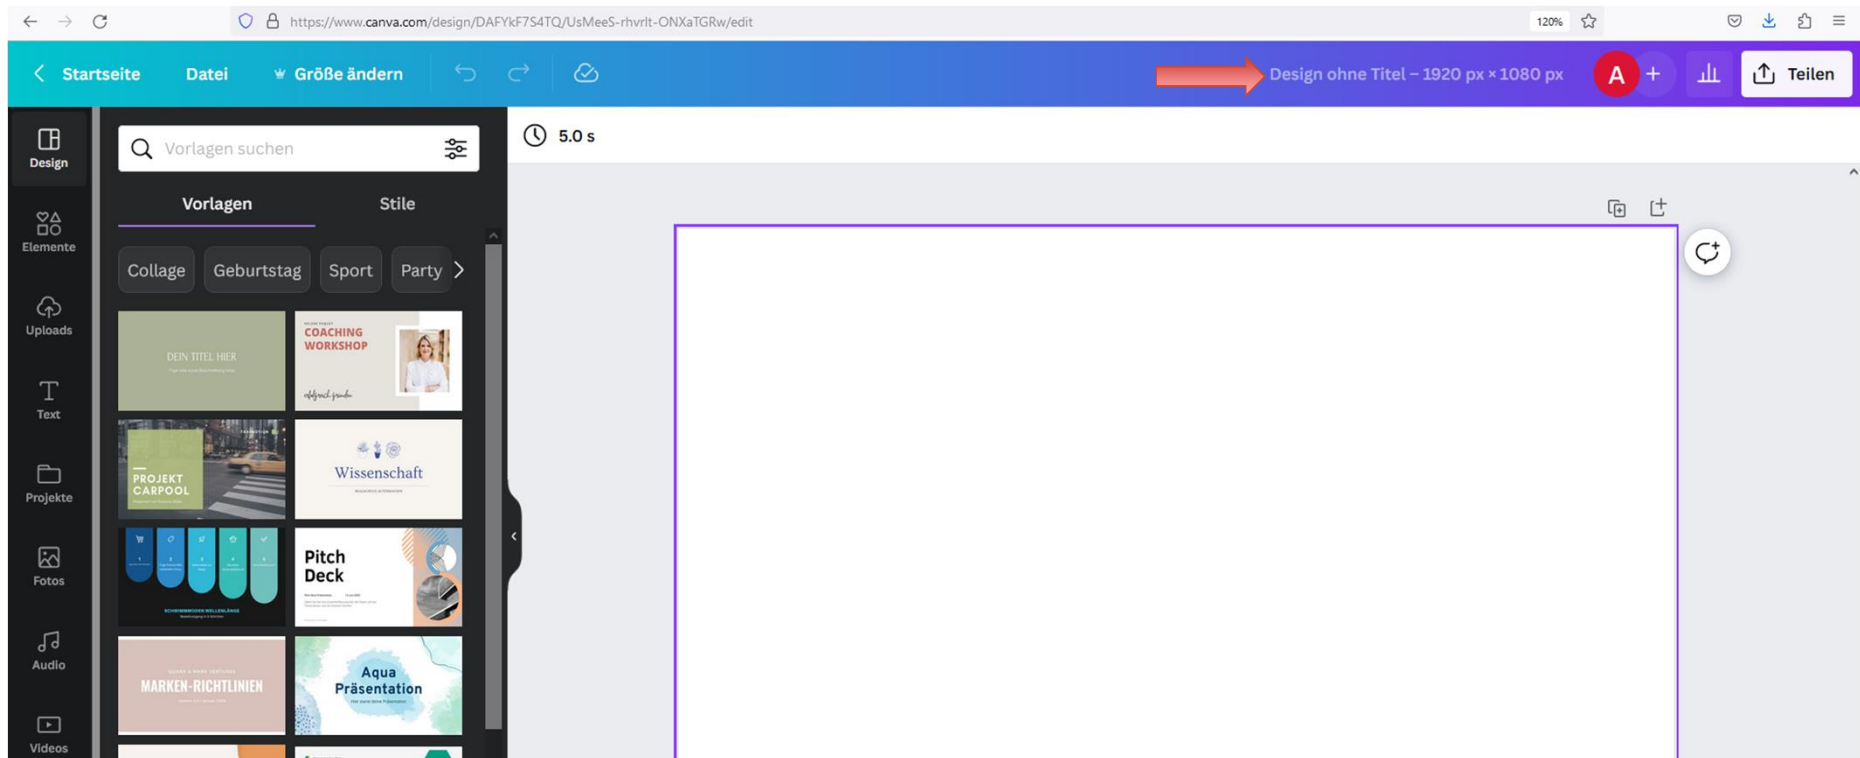 https://www.canva.com/design/DAFYkF7S4TQ/UsMeeS-rhvrlt-ONXaTGRw/edit
120%
Startseite
Datei
Größe ändern
Design ohne Titel – 1920 px × 1080 px
A
+
Teilen
Design
Elemente
Uploads
Text
Projekte
Fotos
Audio
Videos
Vorlagen suchen
Vorlagen
Stile
Collage
Geburtstag
Sport
Party
DEIN TITEL HIER
COACHING
WORKSHOP
PROJEKT
CARPOOL
Wissenschaft
SCHWIMMMODEN WELLENLÄNGE
Pitch
Deck
MARKEN-RICHTLINIEN
Aqua
Präsentation
5.0 s